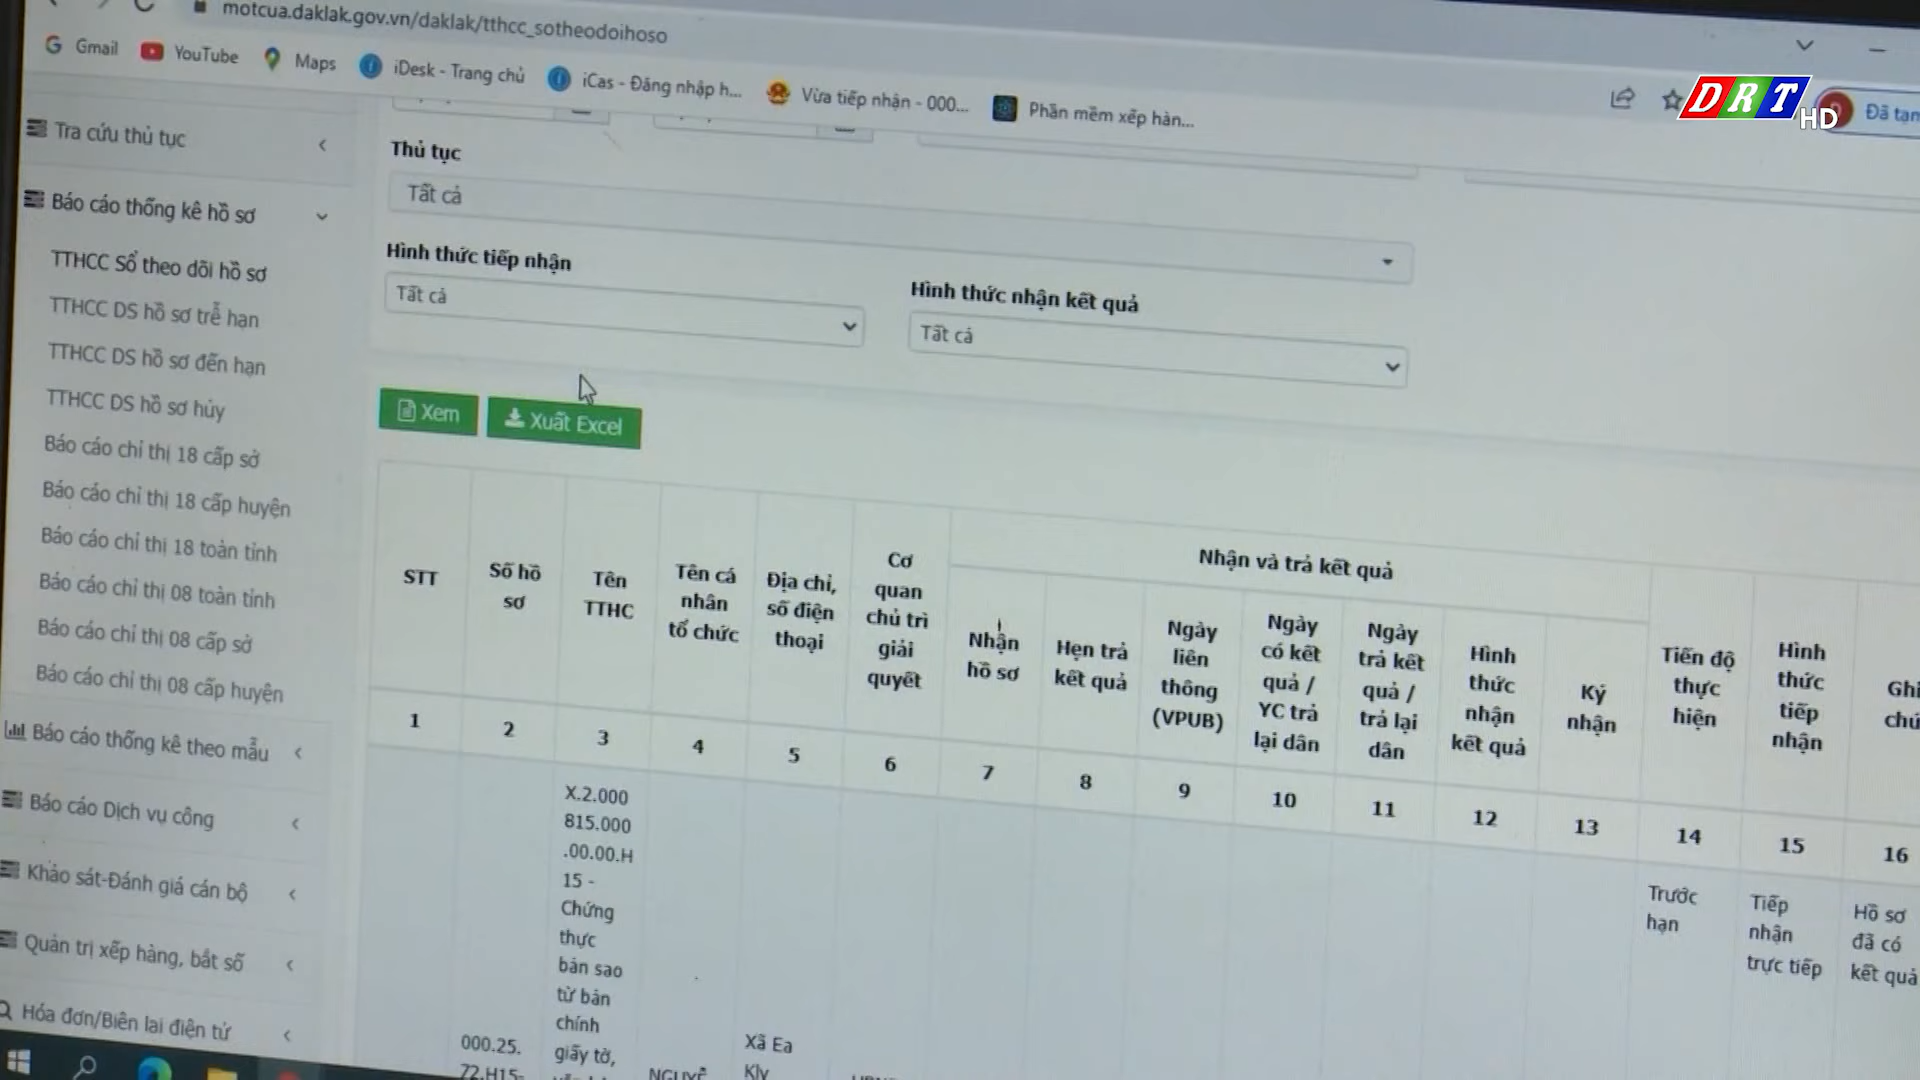 motcua.daklak.gov.vn/daklak/tthcc_sotheodoihoso
Gmail YouTube Maps iDesk - Trang chủ iCas - Đăng nhập h... Vừa tiếp nhận - 000... Phần mềm xếp hàn...
DRT HD
Đã tạm
Tra cứu thủ tục
Báo cáo thống kê hồ sơ
TTHCC Sổ theo dõi hồ sơ
TTHCC DS hồ sơ trễ hạn
TTHCC DS hồ sơ đến hạn
TTHCC DS hồ sơ hủy
Báo cáo chỉ thị 18 cấp sở
Báo cáo chỉ thị 18 cấp huyện
Báo cáo chỉ thị 18 toàn tỉnh
Báo cáo chỉ thị 08 toàn tỉnh
Báo cáo chỉ thị 08 cấp sở
Báo cáo chỉ thị 08 cấp huyện
Báo cáo thống kê theo mẫu
Báo cáo Dịch vụ công
Khảo sát-Đánh giá cán bộ
Quản trị xếp hàng, bắt số
Hóa đơn/Biên lai điện tử
Thủ tục
Tất cả
Hình thức tiếp nhận
Tất cả
Hình thức nhận kết quả
Tất cả
Xem
Xuất Excel
STT
Số hồ
sơ
Tên
TTHC
Tên cá
nhân
tổ chức
Địa chỉ,
số điện
thoại
Cơ
quan
chủ trì
giải
quyết
Nhận và trả kết quả
Nhận
hồ sơ
Hẹn trả
kết quả
Ngày
liên
thông
(VPUB)
Ngày
có kết
quả /
YC trả
lại dân
Ngày
trả kết
quả /
trả lại
dân
Hình
thức
nhận
kết quả
Ký
nhận
Tiến độ
thực
hiện
Hình
thức
tiếp
nhận
Ghi
chú
1 2 3 4 5 6 7 8 9 10 11 12 13 14 15 16
000.25.
72.H15-
X.2.000
815.000
.00.00.H
15 -
Chứng
thực
bản sao
từ bản
chính
giấy tờ,
NGUYỄ
Xã Ea
Kly
Trước
hạn
Tiếp
nhận
trực tiếp
Hồ sơ
đã có
kết quả